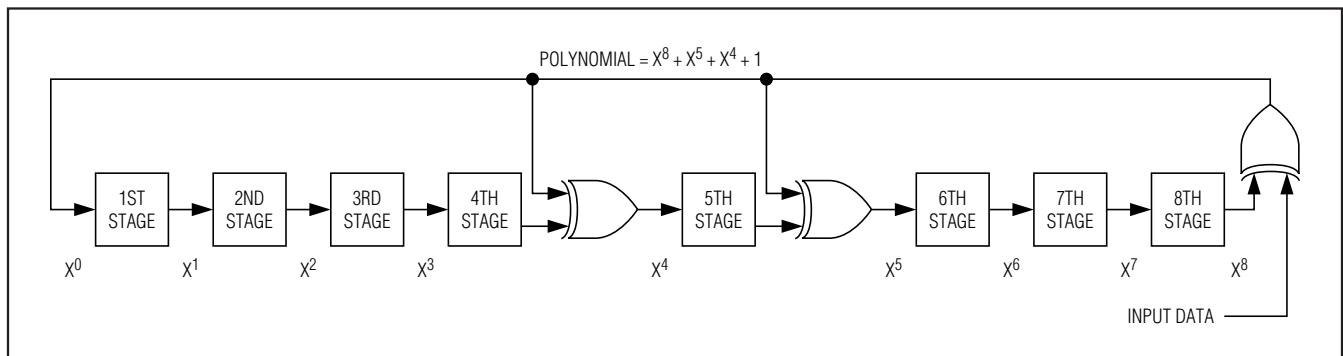 POLYNOMIAL = X⁸ + X⁵ + X⁴ + 1
1ST
STAGE
2ND
STAGE
3RD
STAGE
4TH
STAGE
5TH
STAGE
6TH
STAGE
7TH
STAGE
8TH
STAGE
X⁰ X¹ X² X³ X⁴ X⁵ X⁶ X⁷ X⁸
INPUT DATA